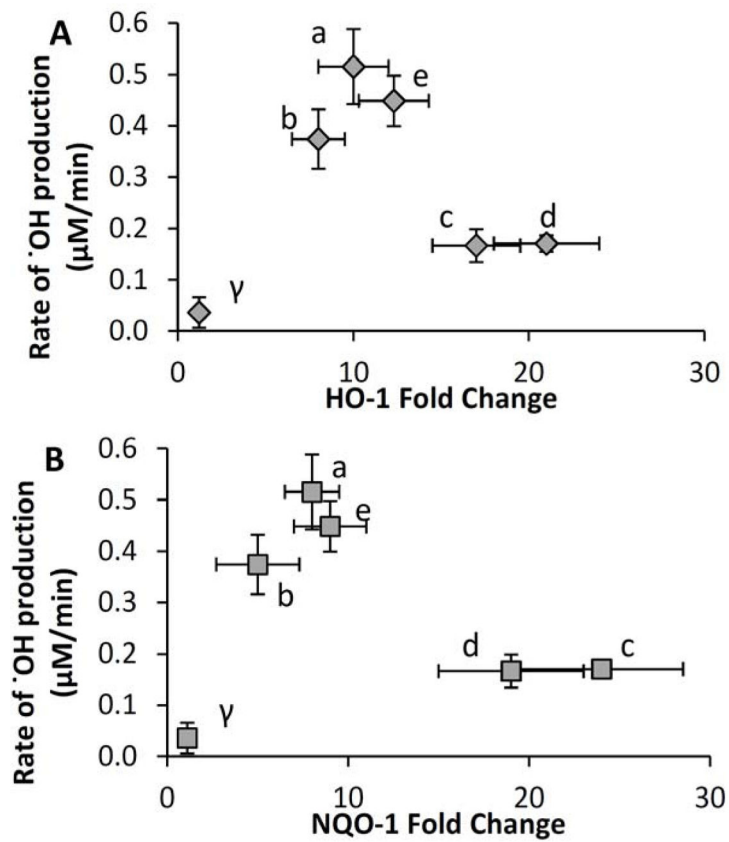 A
Rate of ˙OH production
(µM/min)
0.6
0.5
0.4
0.3
0.2
0.1
0.0
a
e
b
c
d
γ
0
10
20
30
HO-1 Fold Change
B
Rate of ˙OH production
(µM/min)
0.6
0.5
0.4
0.3
0.2
0.1
0.0
a
e
b
d
c
γ
0
10
20
30
NQO-1 Fold Change